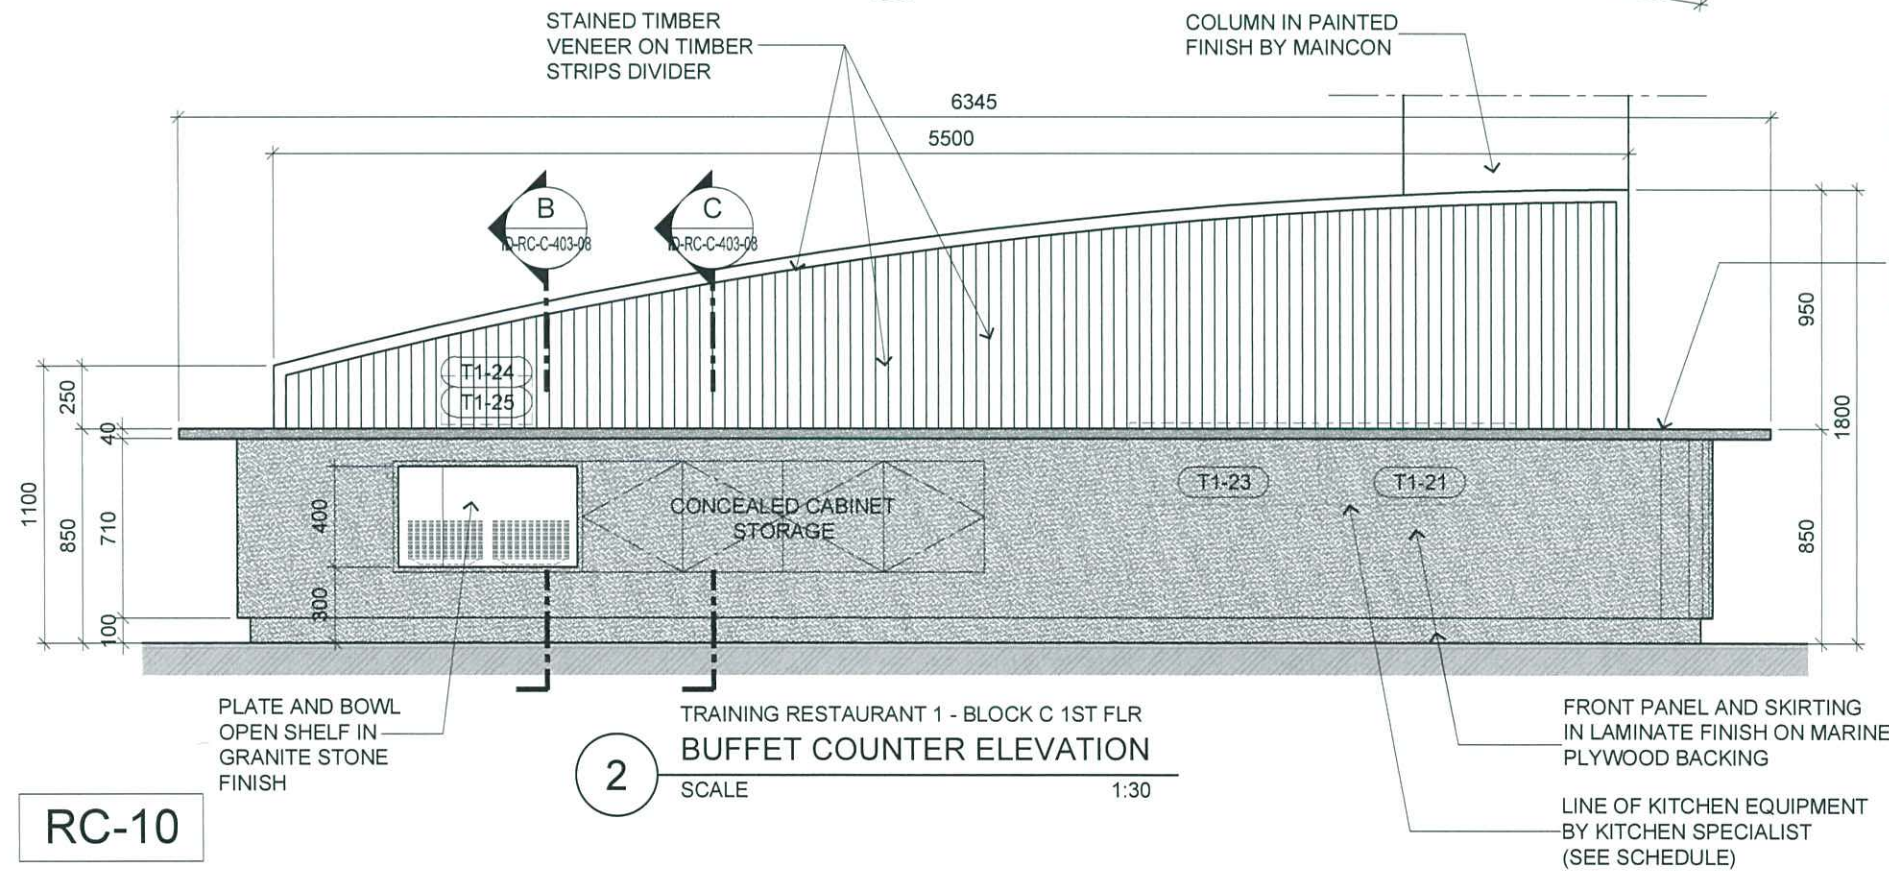 STAINED TIMBER
VENEER ON TIMBER
STRIPS DIVIDER
COLUMN IN PAINTED
FINISH BY MAINCON
6345
5500
B
ID-RC-C-403-08
C
ID-RC-C-403-08
T1-24
T1-25
1100
250
850
40
710
100
400
300
CONCEALED CABINET
STORAGE
T1-23
T1-21
950
1800
850
PLATE AND BOWL
OPEN SHELF IN
GRANITE STONE
FINISH
2
TRAINING RESTAURANT 1 - BLOCK C 1ST FLR
BUFFET COUNTER ELEVATION
SCALE 1:30
FRONT PANEL AND SKIRTING
IN LAMINATE FINISH ON MARINE
PLYWOOD BACKING
LINE OF KITCHEN EQUIPMENT
BY KITCHEN SPECIALIST
(SEE SCHEDULE)
RC-10